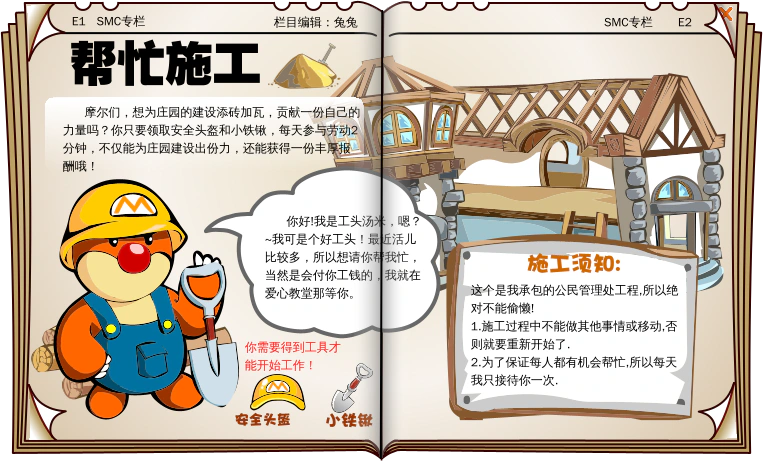 E1 SMC专栏
栏目编辑：兔兔
SMC专栏 E2
帮忙施工
摩尔们，想为庄园的建设添砖加瓦，贡献一份自己的
力量吗？你只要领取安全头盔和小铁锹，每天参与劳动2
分钟，不仅能为庄园建设出份力，还能获得一份丰厚报
酬哦！
你好!我是工头汤米，嗯？
~我可是个好工头！最近活儿
比较多，所以想请你帮我忙，
当然是会付你工钱的，我就在
爱心教堂那等你。
你需要得到工具才
能开始工作！
安全头盔
小铁锹
施工须知:
这个是我承包的公民管理处工程,所以绝
对不能偷懒!
1.施工过程中不能做其他事情或移动,否
则就要重新开始了.
2.为了保证每人都有机会帮忙,所以每天
我只接待你一次.